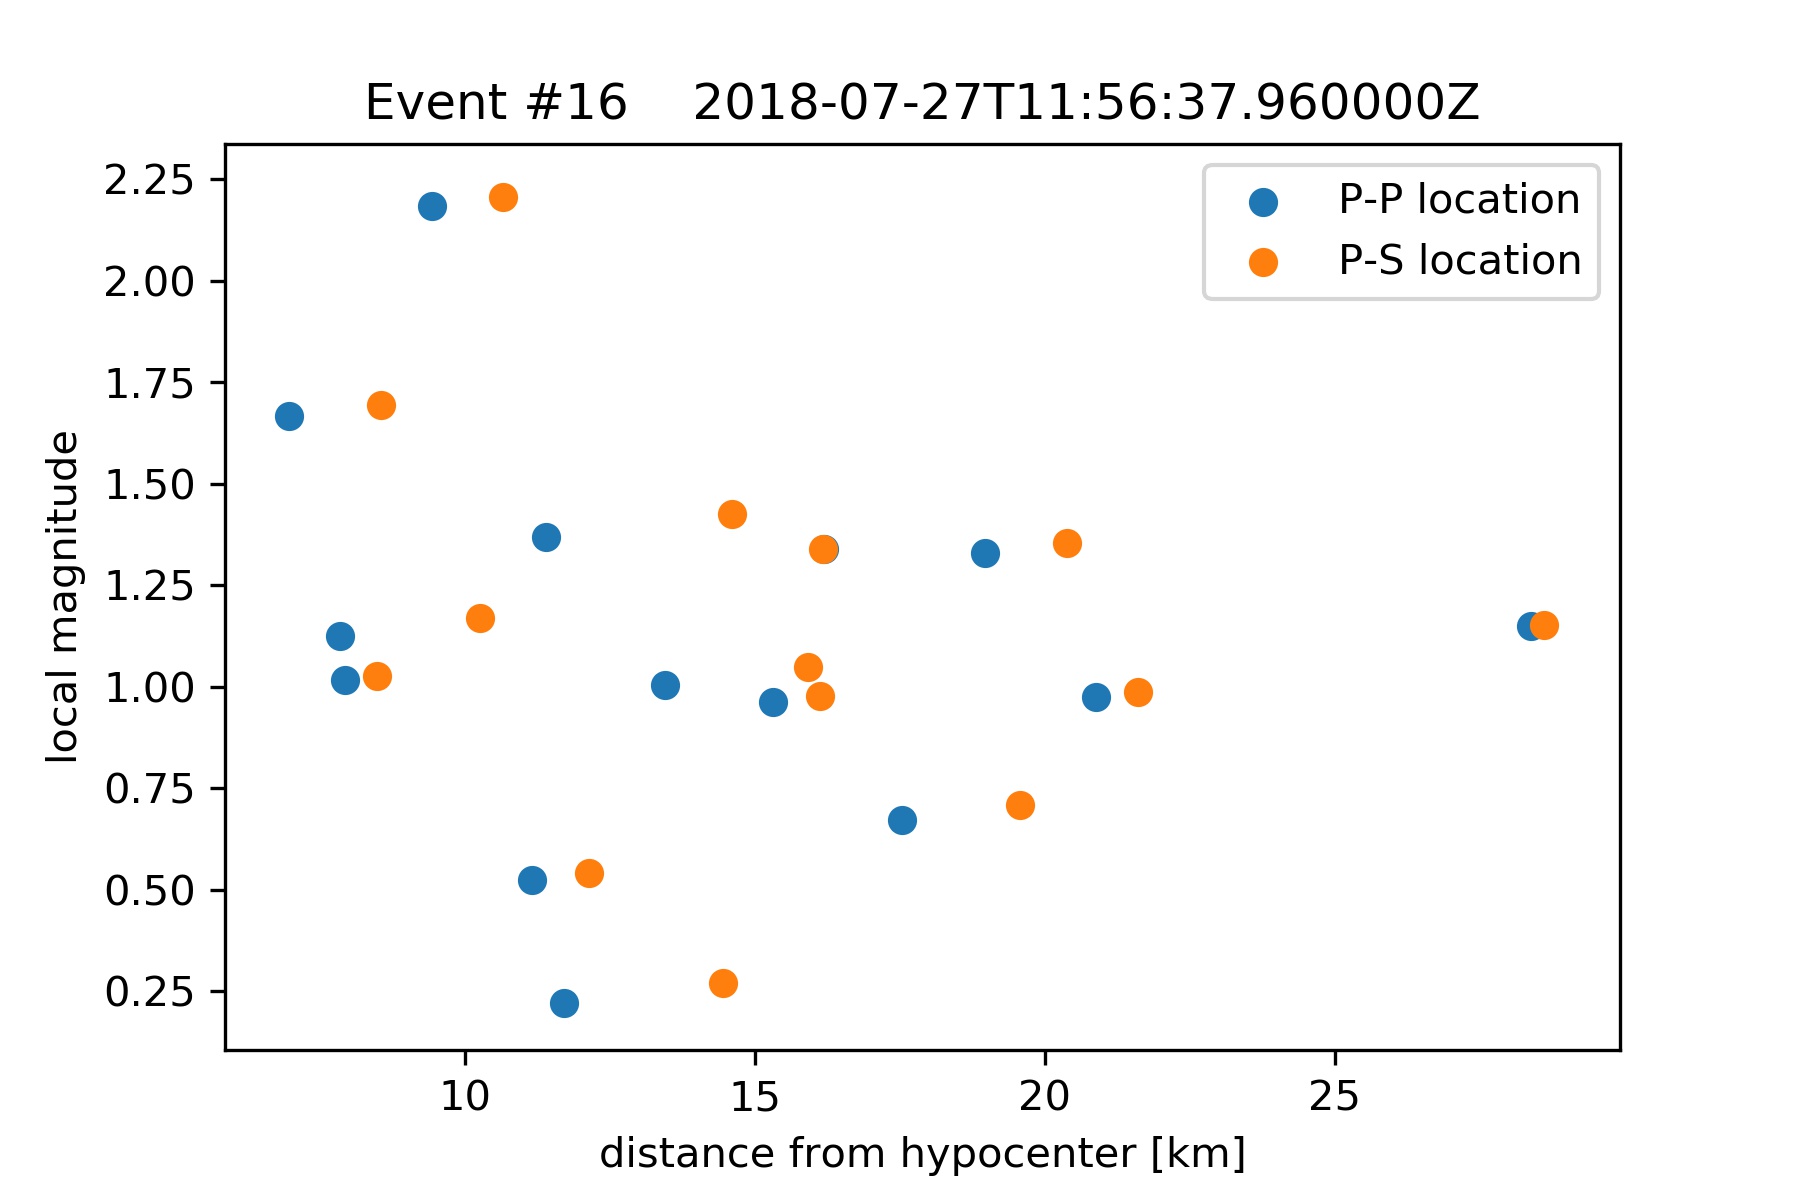 Event #16    2018-07-27T11:56:37.960000Z
P-P location
P-S location
local magnitude
2.25
2.00
1.75
1.50
1.25
1.00
0.75
0.50
0.25
10 15 20 25
distance from hypocenter [km]